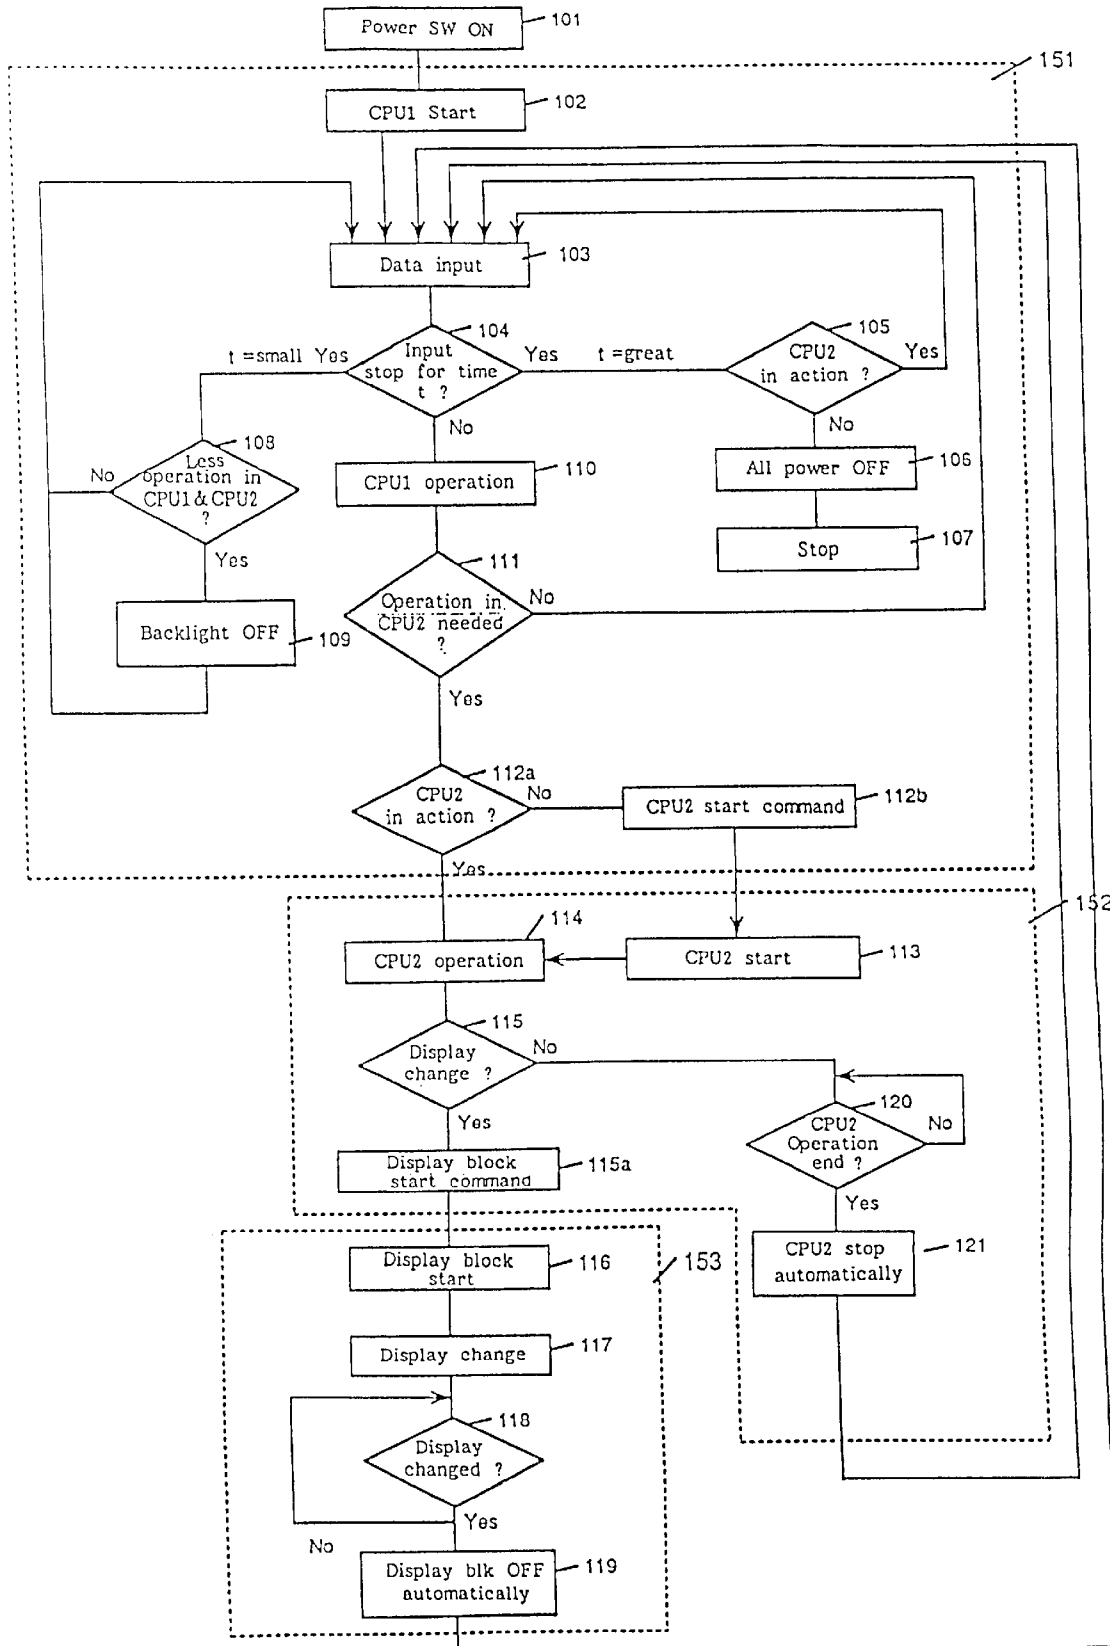 Power SW ON
101
151
CPU1 Start
102
Data input
103
104
Input
stop for time
t ?
t =small Yes
Yes
t =great
105
CPU2
in action ?
Yes
No
No
108
Less
operation in
CPU1 & CPU2
?
No
Yes
CPU1 operation
110
All power OFF
106
Stop
107
111
Operation in
CPU2 needed
?
No
Yes
Backlight OFF
109
112a
CPU2
in action ?
No
Yes
CPU2 start command
112b
152
114
CPU2 operation
CPU2 start
113
115
Display
change ?
No
Yes
120
CPU2
Operation
end ?
No
Yes
Display block
start command
115a
CPU2 stop
automatically
121
153
Display block
start
116
Display change
117
118
Display
changed ?
Yes
No
Display blk OFF
automatically
119